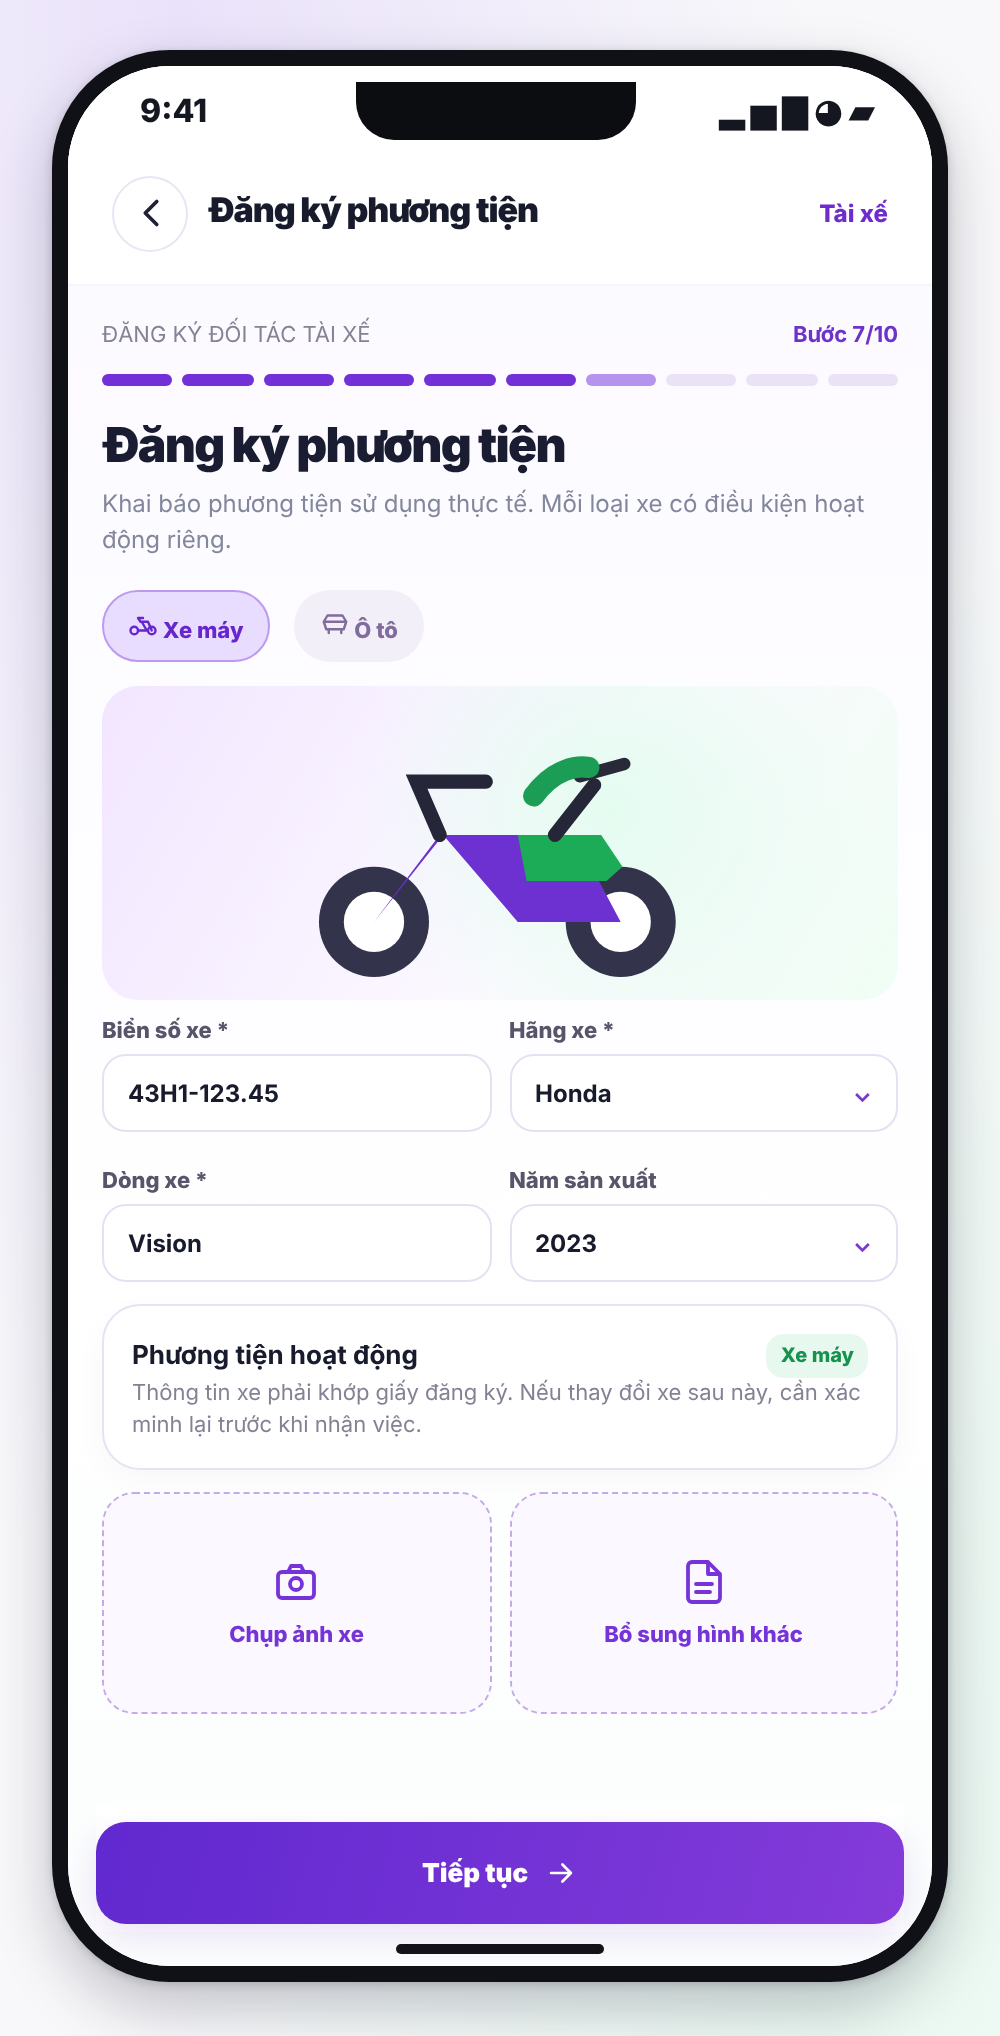 9:41
Đăng ký phương tiện
Tài xế
ĐĂNG KÝ ĐỐI TÁC TÀI XẾ
Bước 7/10
Đăng ký phương tiện
Khai báo phương tiện sử dụng thực tế. Mỗi loại xe có điều kiện hoạt
động riêng.
Xe máy
Ô tô
Biển số xe *
Hãng xe *
43H1-123.45
Honda
Dòng xe *
Năm sản xuất
Vision
2023
Phương tiện hoạt động
Xe máy
Thông tin xe phải khớp giấy đăng ký. Nếu thay đổi xe sau này, cần xác
minh lại trước khi nhận việc.
Chụp ảnh xe
Bổ sung hình khác
Tiếp tục